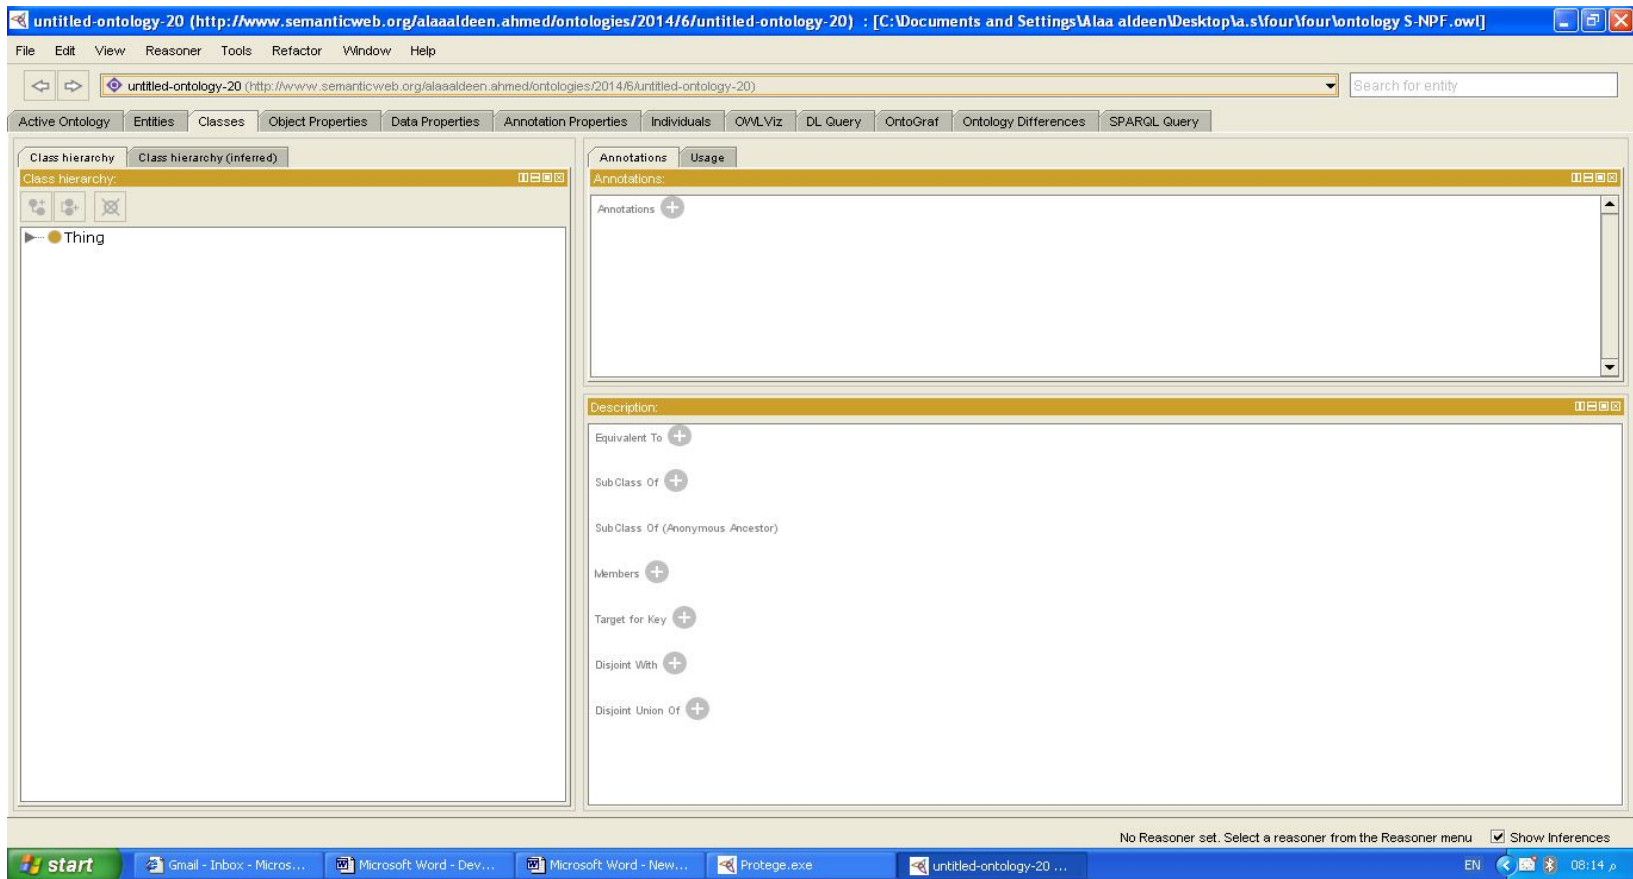 untitled-ontology-20 (http://www.semanticweb.org/alaaaldeen.ahmed/ontologies/2014/6/untitled-ontology-20) : [C:\Documents and Settings\Alaa aldeen\Desktop\a.s\four\four\ontology S-NPF.owl]
File Edit View Reasoner Tools Refactor Window Help
untitled-ontology-20 (http://www.semanticweb.org/alaaaldeen.ahmed/ontologies/2014/6/untitled-ontology-20)
Search for entity
Active Ontology Entities Classes Object Properties Data Properties Annotation Properties Individuals OWLViz DL Query OntoGraf Ontology Differences SPARQL Query
Class hierarchy Class hierarchy (inferred)
Class hierarchy:
Thing
Annotations Usage
Annotations:
Annotations
Description:
Equivalent To
SubClass Of
SubClass Of (Anonymous Ancestor)
Members
Target for Key
Disjoint With
Disjoint Union Of
No Reasoner set. Select a reasoner from the Reasoner menu Show Inferences
start Gmail - Inbox - Micros... Microsoft Word - Dev... Microsoft Word - New... Protege.exe untitled-ontology-20 ... EN 08:14 م